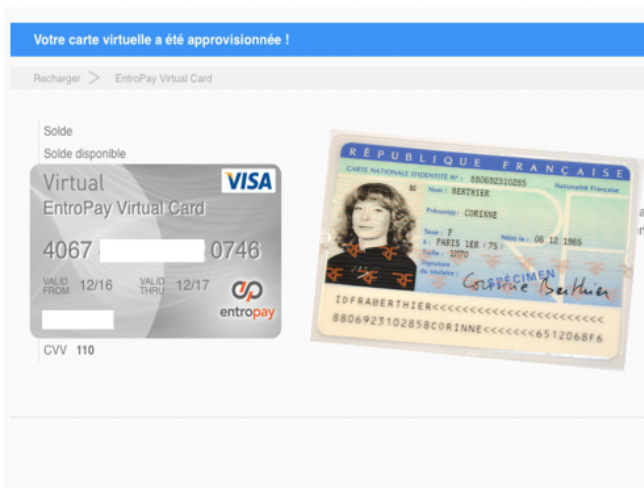 Votre carte virtuelle a été approvisionnée !
Recharger > EntroPay Virtual Card
Solde
Solde disponible
Virtual VISA
EntroPay Virtual Card
4067 0746
VALID FROM 12/16 VALID THRU 12/17
entropay
CVV 110
RÉPUBLIQUE FRANÇAISE
CARTE NATIONALE D'IDENTITÉ Nº : 880692310285 Nationalité Française
Nom : BERTHIER
Prénom(s) : CORINNE
Sexe : F Né(e) le : 06 12 1965
à : PARIS 1ER (75)
Taille : 1M70
Signature
du titulaire :
SPÉCIMEN
Corinne Berthier
IDFRABERTHIER<<<<<<<<<<<<<<<<<<<<<<<
8806923102858CORINNE<<<<<<<6512068F6